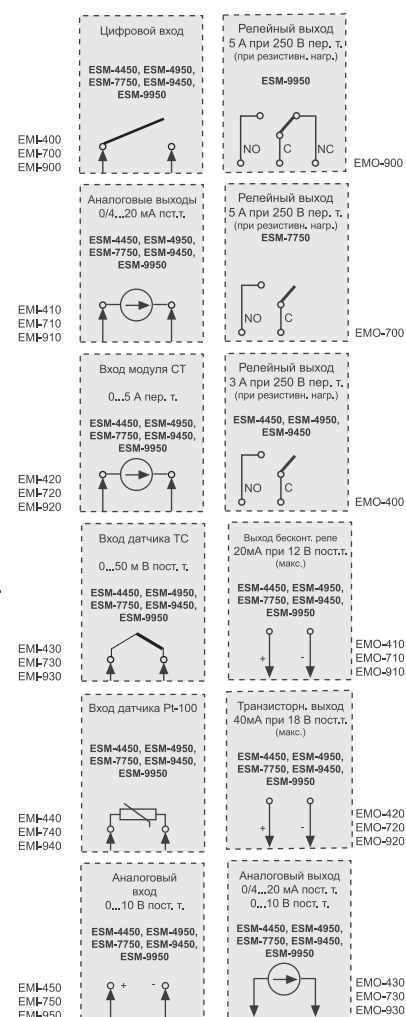 Цифровой вход
ESM-4450, ESM-4950,
ESM-7750, ESM-9450,
ESM-9950
EMI-400
EMI-700
EMI-900
Релейный выход
5 А при 250 В пер. т.
(при резистивн. нагр.)
ESM-9950
NO
C
NC
EMO-900
Аналоговые выходы
0/4...20 мА пст.т.
ESM-4450, ESM-4950,
ESM-7750, ESM-9450,
ESM-9950
EMI-410
EMI-710
EMI-910
Релейный выход
5 А при 250 В пер. т.
(при резистивн. нагр.)
ESM-7750
NO
C
EMO-700
Вход модуля СТ
0...5 А пер. т.
ESM-4450, ESM-4950,
ESM-7750, ESM-9450,
ESM-9950
EMI-420
EMI-720
EMI-920
Релейный выход
3 А при 250 В пер. т.
(при резистивн. нагр.)
ESM-4450, ESM-4950,
ESM-9450
NO
C
EMO-400
Вход датчика ТС
0...50 м В пост. т.
ESM-4450, ESM-4950,
ESM-7750, ESM-9450,
ESM-9950
EMI-430
EMI-730
EMI-930
Выход бесконт. реле
20мА при 12 В пост.т.
(макс.)
ESM-4450, ESM-4950,
ESM-7750, ESM-9450,
ESM-9950
+ -
EMO-410
EMO-710
EMO-910
Вход датчика Pt-100
ESM-4450, ESM-4950,
ESM-7750, ESM-9450,
ESM-9950
EMI-440
EMI-740
EMI-940
Транзисторн. выход
40мА при 18 В пост.т.
(макс.)
ESM-4450, ESM-4950,
ESM-7750, ESM-9450,
ESM-9950
+ -
EMO-420
EMO-720
EMO-920
Аналоговый
вход
0...10 В пост. т.
ESM-4450, ESM-4950,
ESM-7750, ESM-9450,
ESM-9950
+ -
EMI-450
EMI-750
EMI-950
Аналоговый выход
0/4...20 мА пост. т.
0...10 В пост. т.
ESM-4450, ESM-4950,
ESM-7750, ESM-9450,
ESM-9950
EMO-430
EMO-730
EMO-930